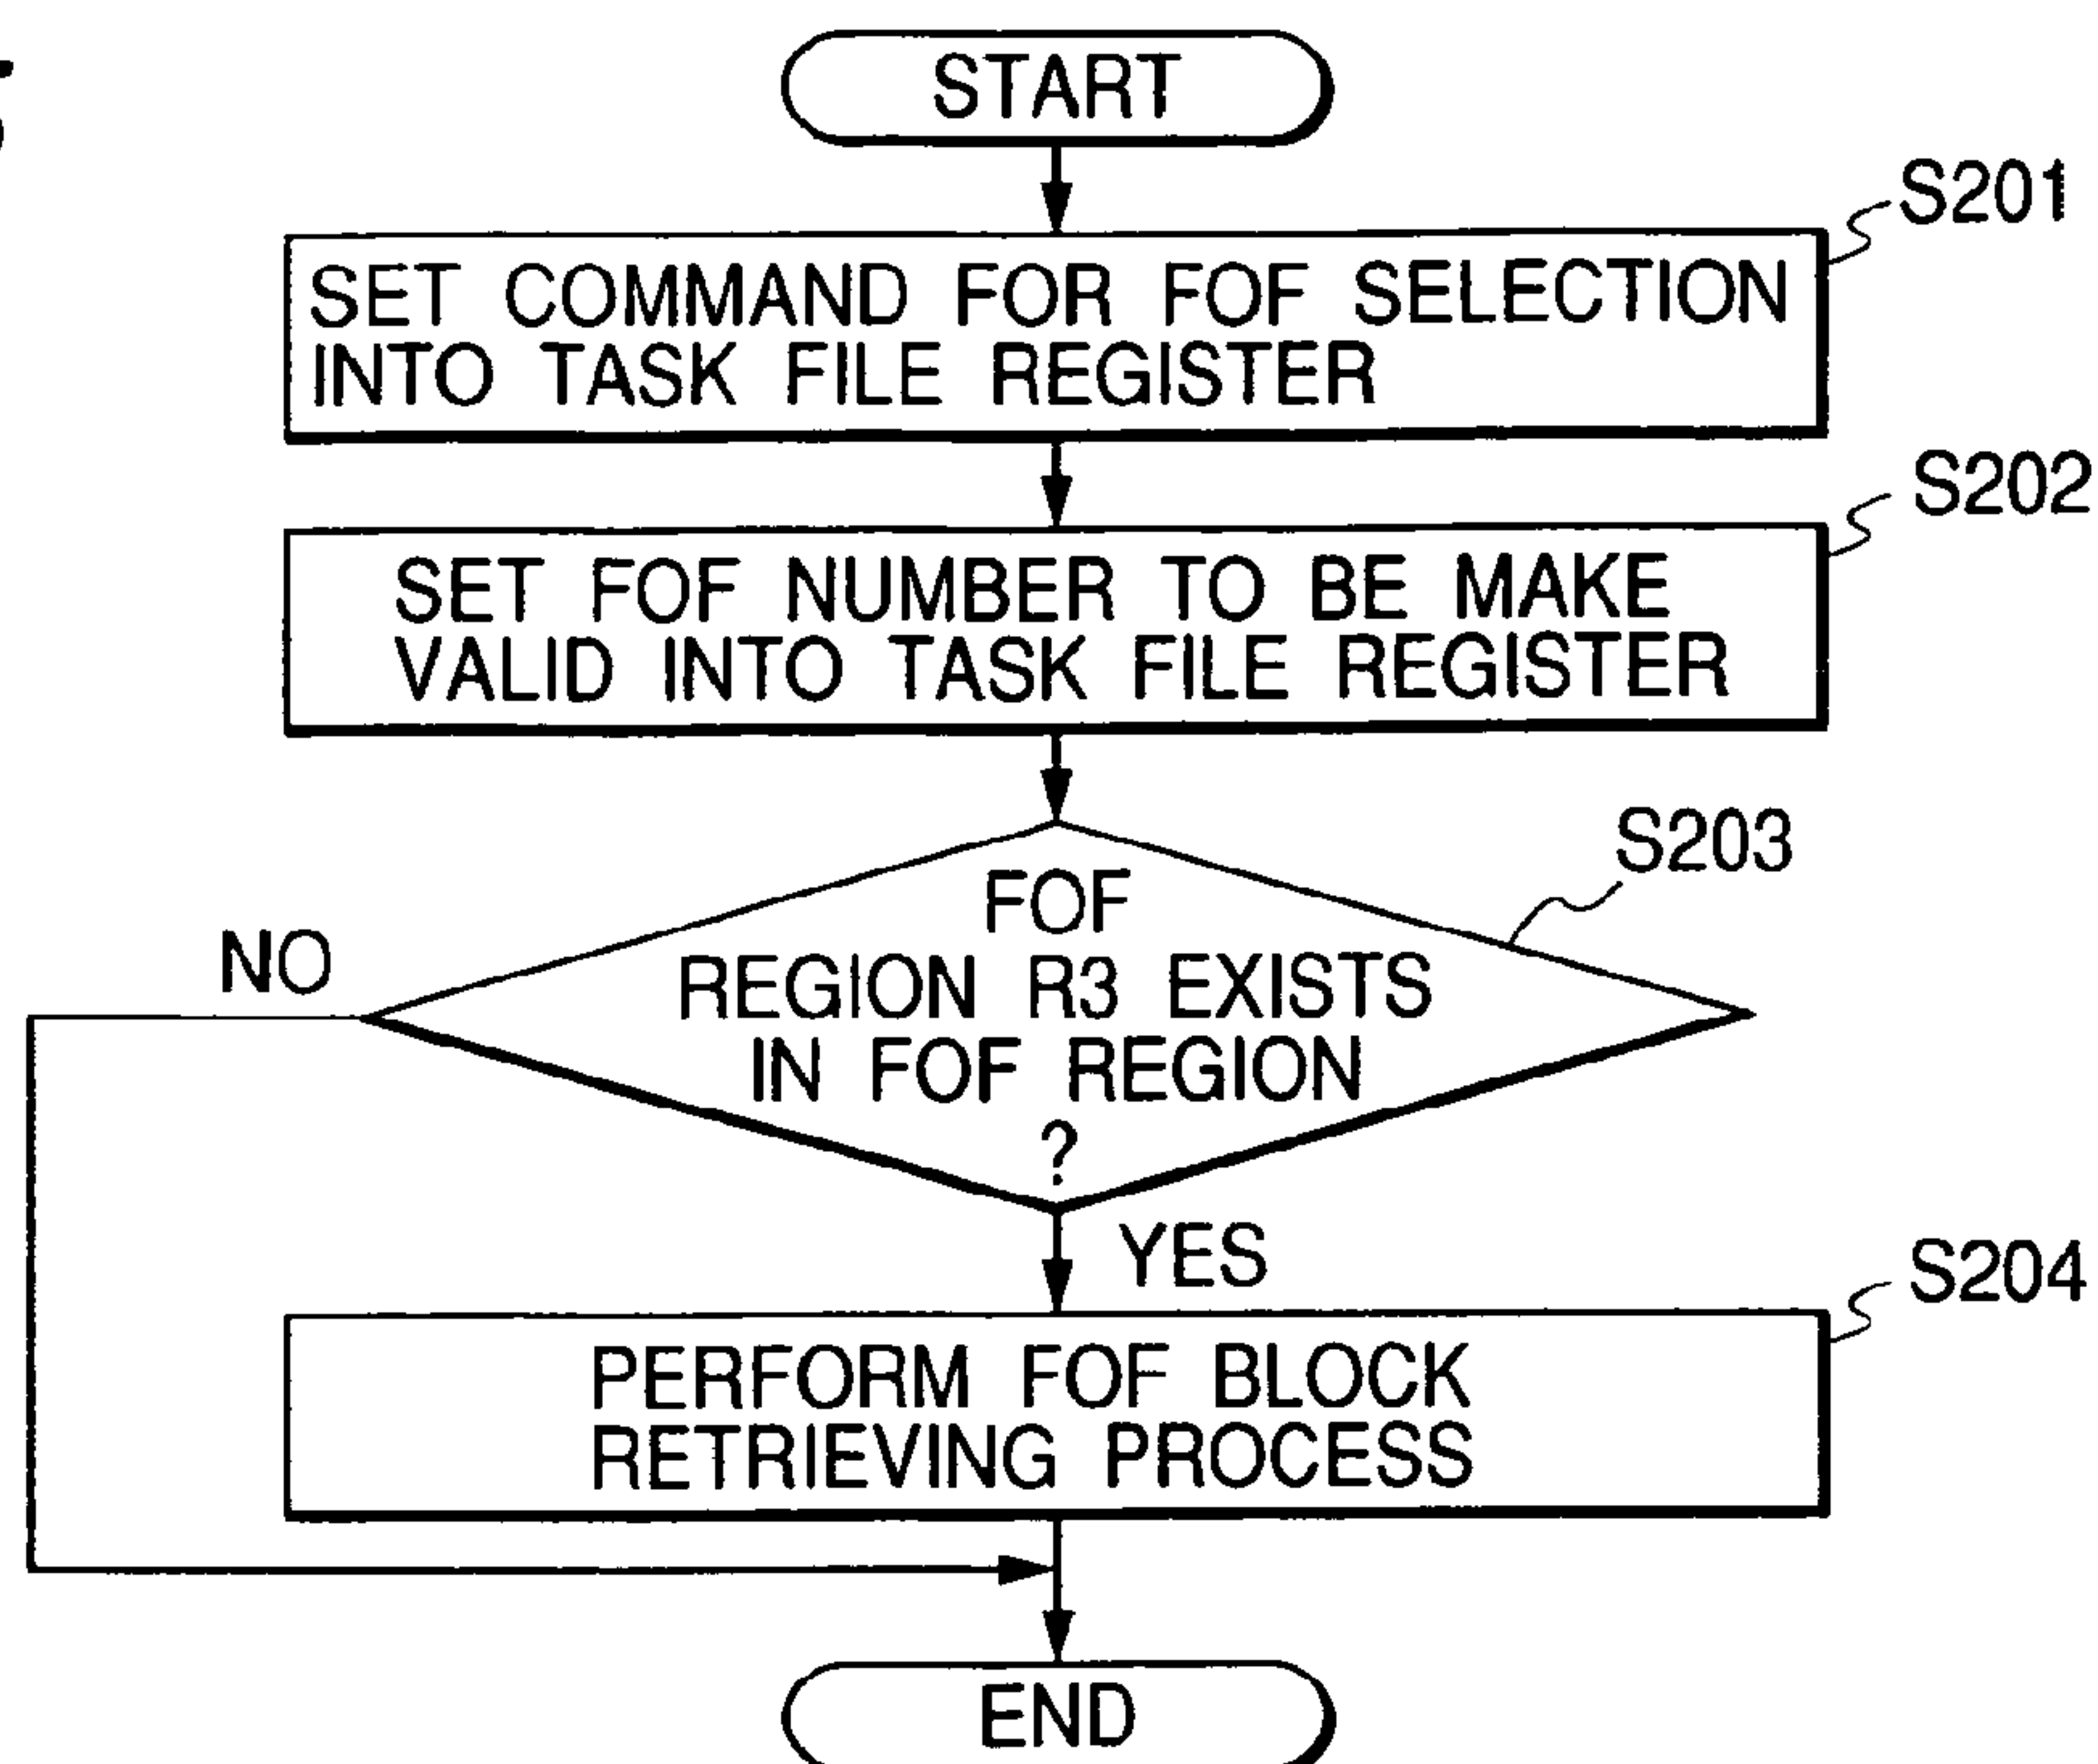 START
S201
SET COMMAND FOR FOF SELECTION
INTO TASK FILE REGISTER
S202
SET FOF NUMBER TO BE MAKE
VALID INTO TASK FILE REGISTER
S203
FOF
REGION R3 EXISTS
IN FOF REGION
?
NO
YES
S204
PERFORM FOF BLOCK
RETRIEVING PROCESS
END